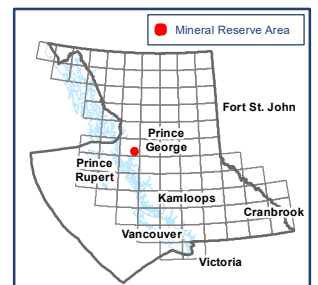 Mineral Reserve Area
Fort St. John
Prince
George
Prince
Rupert
Kamloops
Cranbrook
Vancouver
Victoria